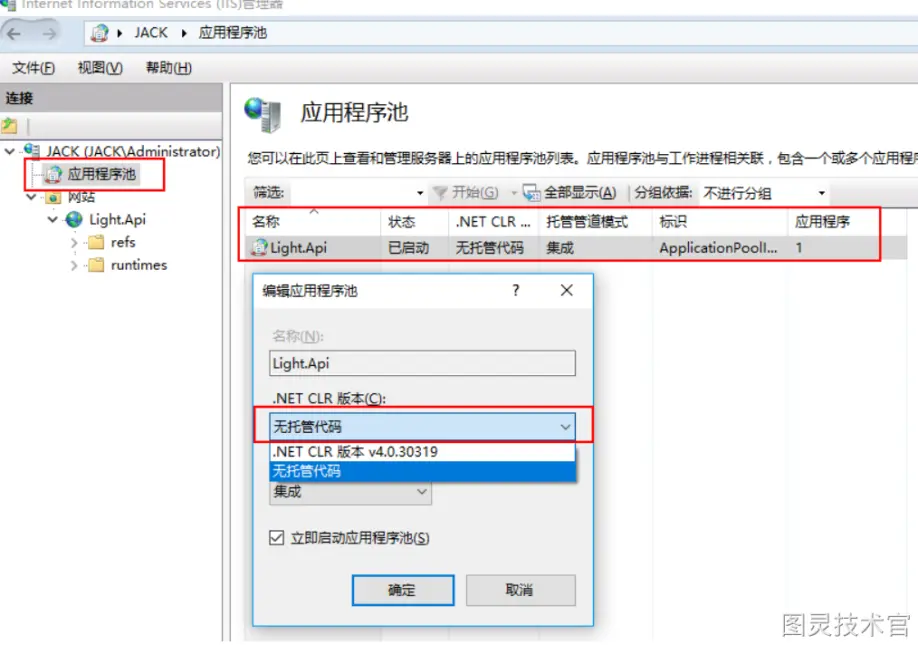 Internet Information Services (IIS)管理器
JACK 应用程序池
文件(F) 视图(V) 帮助(H)
连接
JACK (JACK\Administrator)
应用程序池
网站
Light.Api
refs
runtimes
应用程序池
您可以在此页上查看和管理服务器上的应用程序池列表。应用程序池与工作进程相关联，包含一个或多个应用程序
筛选: 开始(G) 全部显示(A) 分组依据: 不进行分组
名称 状态 .NET CLR ... 托管管道模式 标识 应用程序
Light.Api 已启动 无托管代码 集成 ApplicationPoolI... 1
编辑应用程序池 ?
名称(N):
Light.Api
.NET CLR 版本(C):
无托管代码
.NET CLR 版本 v4.0.30319
无托管代码
集成
立即启动应用程序池(S)
确定 取消
图灵技术官